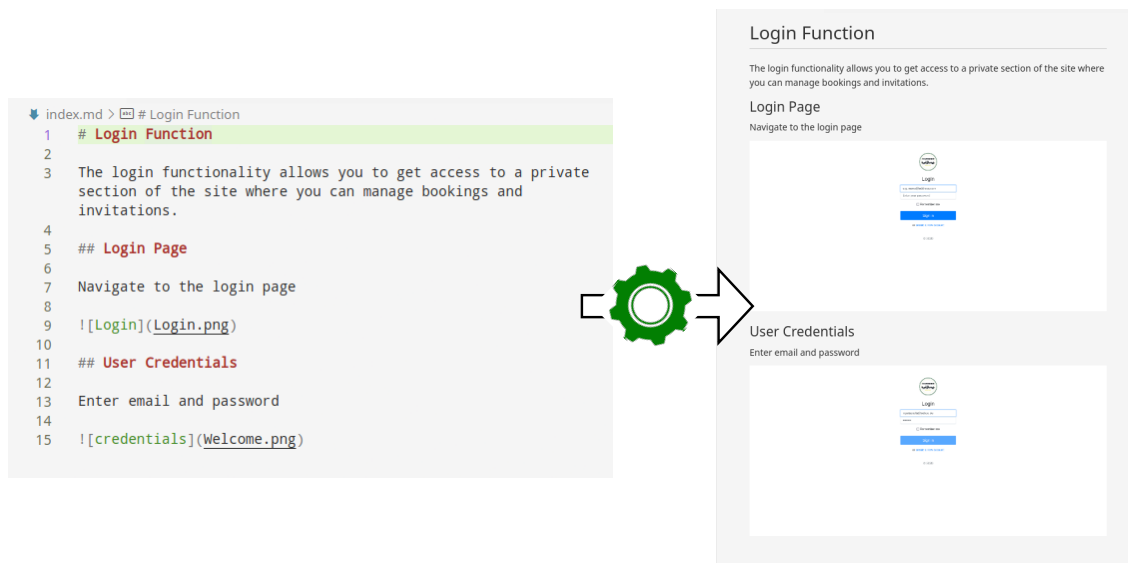 index.md > # Login Function
1 # Login Function
2
3 The login functionality allows you to get access to a private
section of the site where you can manage bookings and
invitations.
4
5 ## Login Page
6
7 Navigate to the login page
8
9 ![Login](Login.png)
10
11 ## User Credentials
12
13 Enter email and password
14
15 ![credentials](Welcome.png)
Login Function
The login functionality allows you to get access to a private section of the site where
you can manage bookings and invitations.
Login Page
Navigate to the login page
Login
Sign in
User Credentials
Enter email and password
Login
Sign in